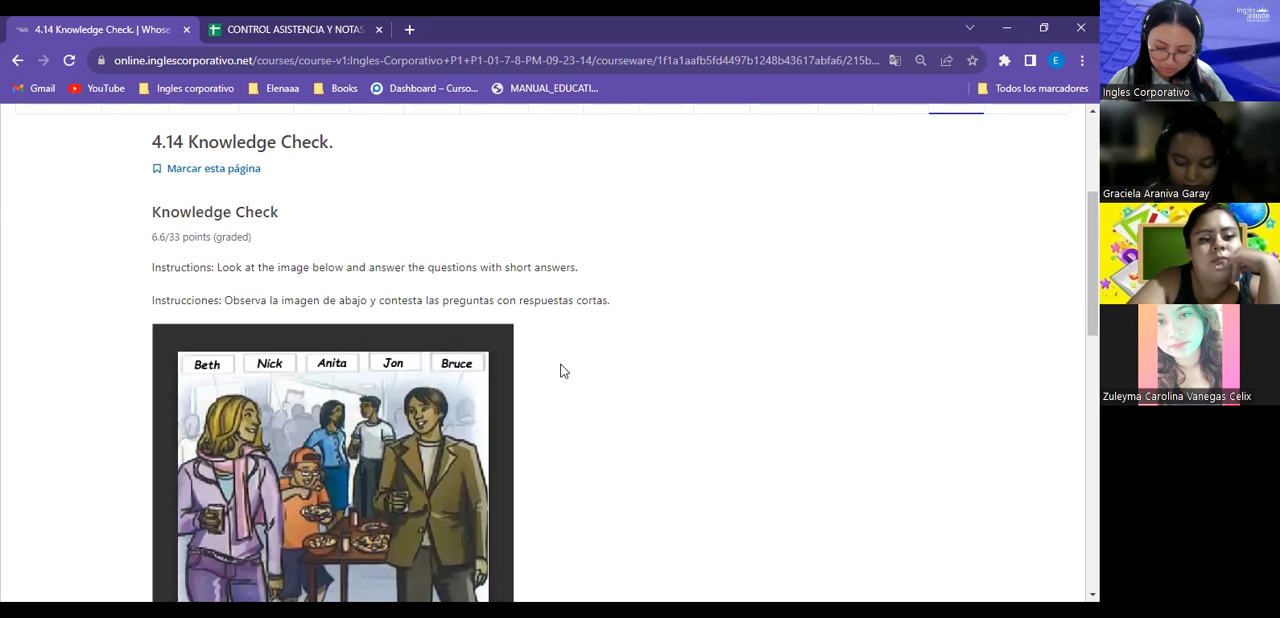 4.14 Knowledge Check. | Whose
CONTROL ASISTENCIA Y NOTAS
online.inglescorporativo.net/courses/course-v1:Ingles-Corporativo+P1+P1-01-7-8-PM-09-23-14/courseware/1f1a1aafb5fd4497b1248b43617abfa6/215b...
E
Gmail
YouTube
Ingles corporativo
Elenaaa
Books
Dashboard – Curso...
MANUAL_EDUCATI...
Todos los marcadores
4.14 Knowledge Check.
Marcar esta página
Knowledge Check
6.6/33 points (graded)
Instructions: Look at the image below and answer the questions with short answers.
Instrucciones: Observa la imagen de abajo y contesta las preguntas con respuestas cortas.
Beth
Nick
Anita
Jon
Bruce
Ingles Corporativo
Graciela Araniva Garay
Zuleyma Carolina Vanegas Celix